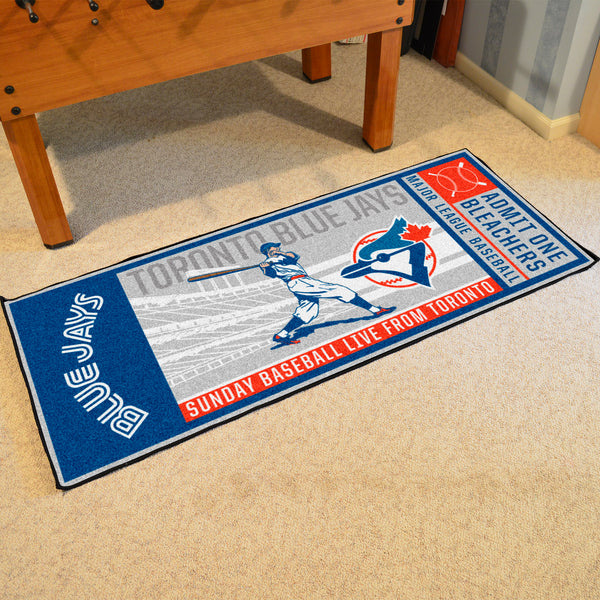 BLUE JAYS
TORONTO BLUE JAYS
SUNDAY BASEBALL LIVE FROM TORONTO
MAJOR LEAGUE BASEBALL
ADMIT ONE
BLEACHERS